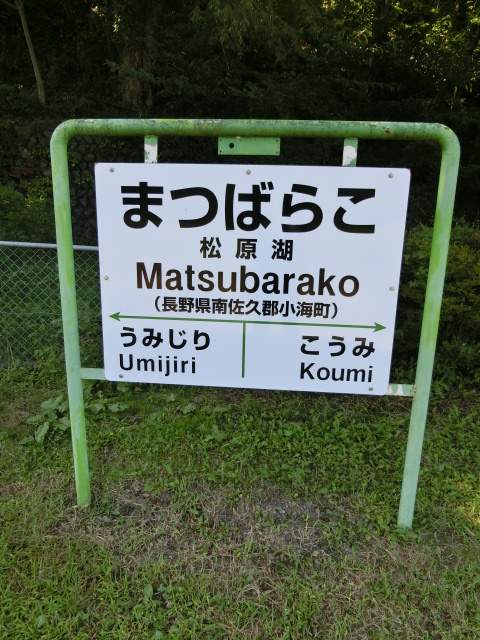 まつばらこ
松原湖
Matsubarako
(長野県南佐久郡小海町)
うみじり こうみ
Umijiri Koumi